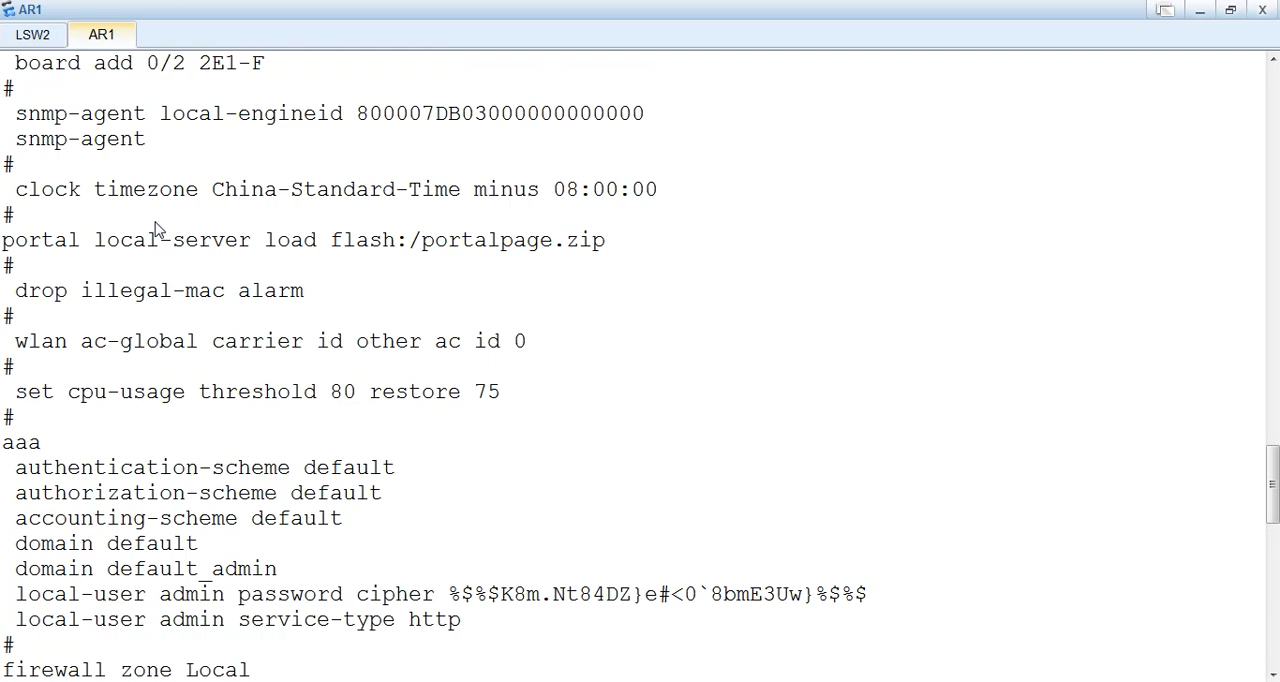 AR1
LSW2 AR1
board add 0/2 2E1-F
#
snmp-agent local-engineid 800007DB03000000000000
snmp-agent
#
clock timezone China-Standard-Time minus 08:00:00
#
portal local-server load flash:/portalpage.zip
#
drop illegal-mac alarm
#
wlan ac-global carrier id other ac id 0
#
set cpu-usage threshold 80 restore 75
#
aaa
authentication-scheme default
authorization-scheme default
accounting-scheme default
domain default
domain default_admin
local-user admin password cipher %$%$K8m.Nt84DZ}e#<0`8bmE3Uw}%$%$
local-user admin service-type http
#
firewall zone Local